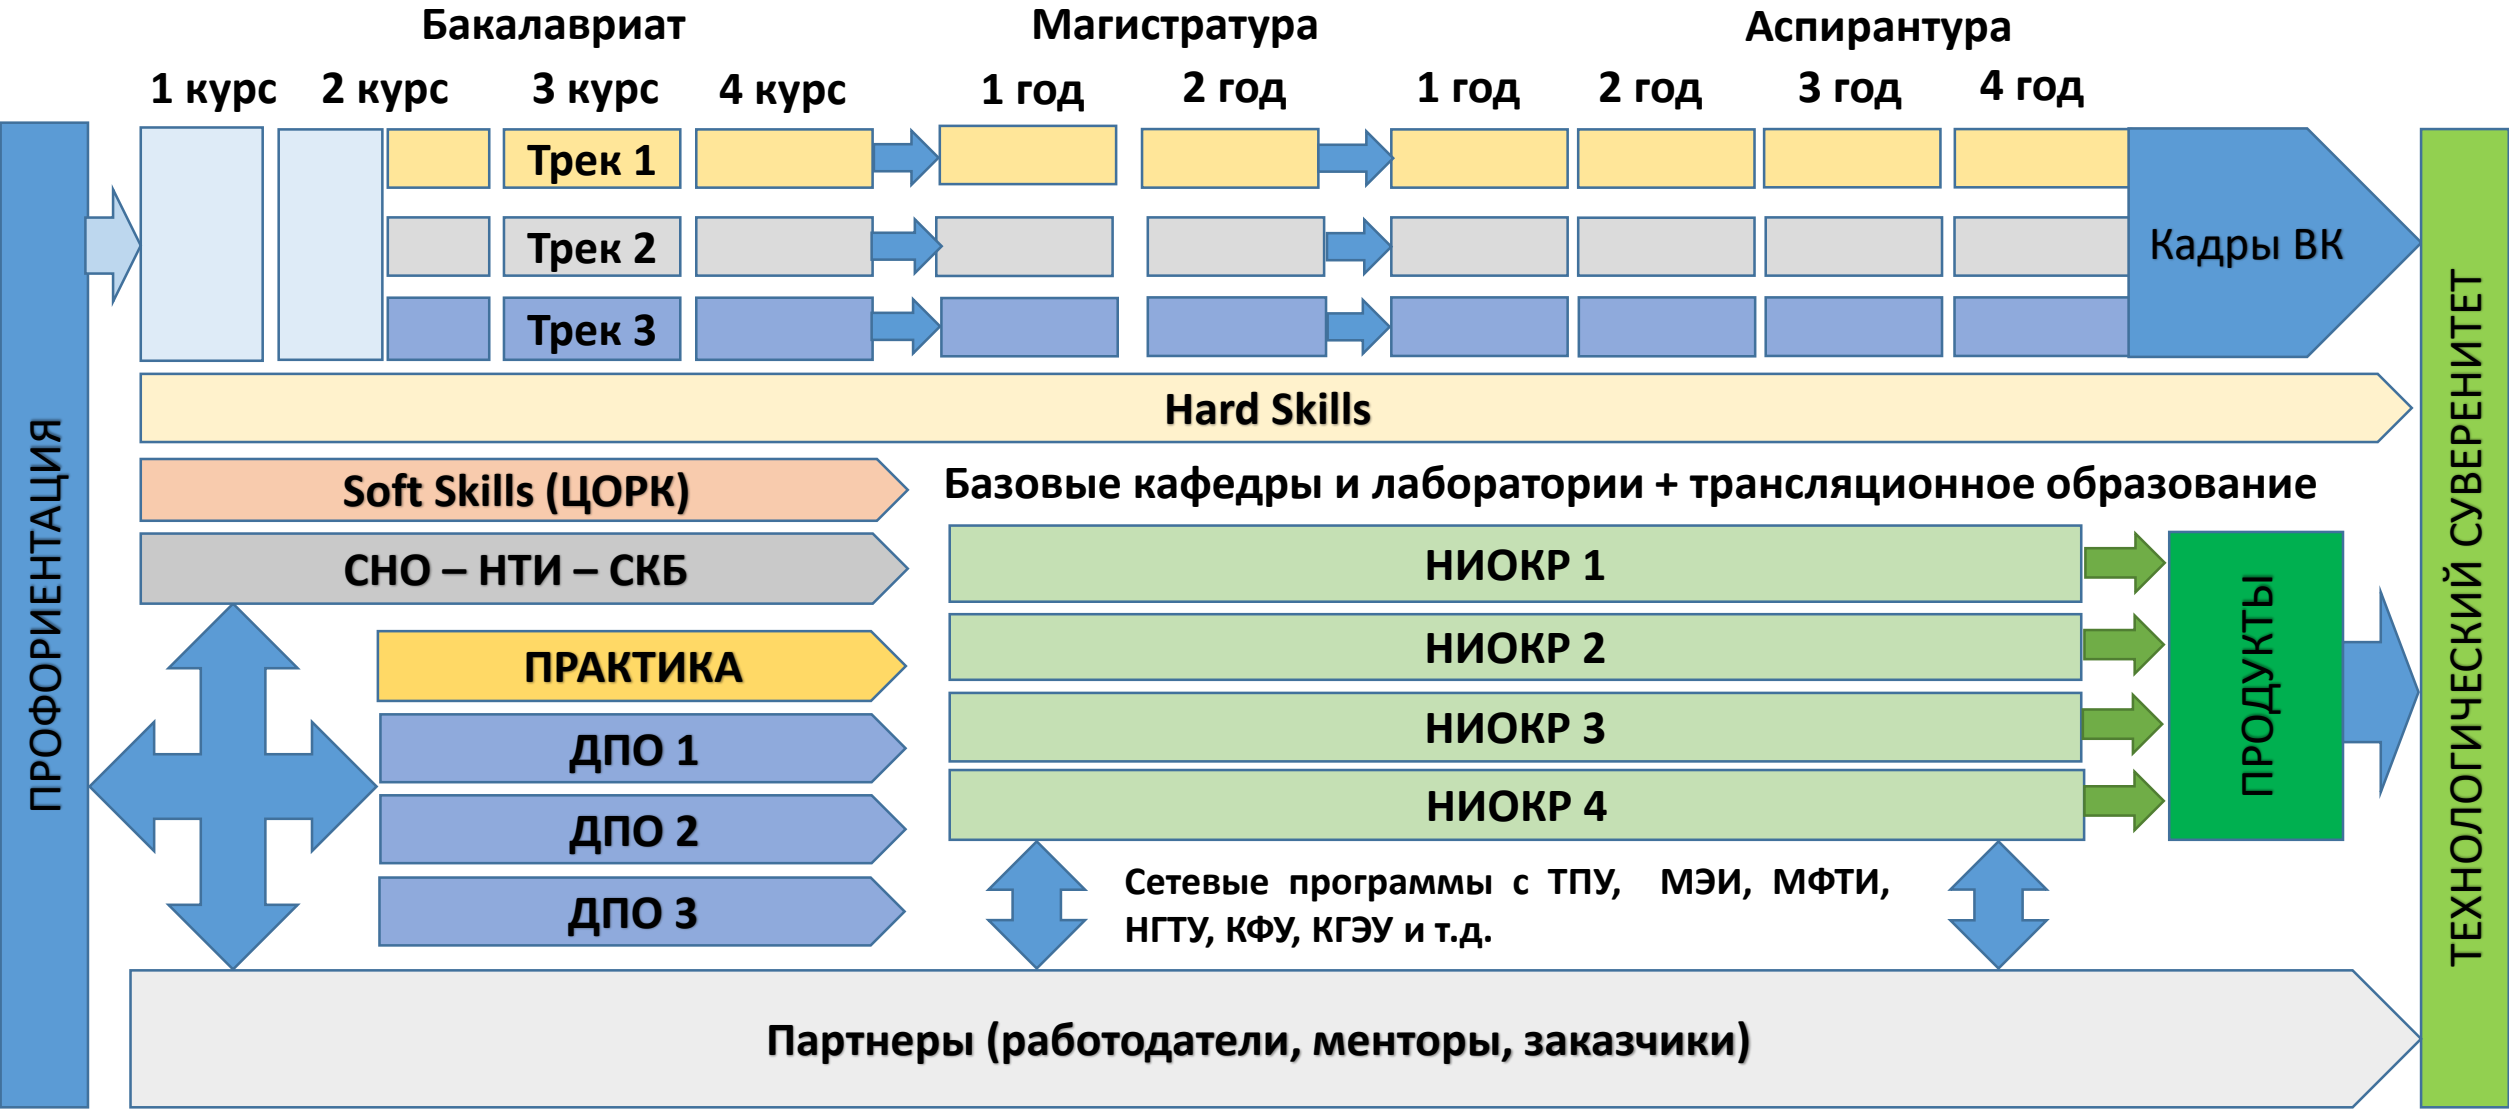 Бакалавриат
Магистратура
Аспирантура
1 курс
2 курс
3 курс
4 курс
1 год
2 год
1 год
2 год
3 год
4 год
ПРОФОРИЕНТАЦИЯ
Трек 1
Трек 2
Трек 3
Кадры ВК
ТЕХНОЛОГИЧЕСКИЙ СУВЕРЕНИТЕТ
Hard Skills
Soft Skills (ЦОРК)
СНО – НТИ – СКБ
ПРАКТИКА
ДПО 1
ДПО 2
ДПО 3
Базовые кафедры и лаборатории + трансляционное образование
НИОКР 1
НИОКР 2
НИОКР 3
НИОКР 4
ПРОДУКТЫ
Сетевые программы с ТПУ, МЭИ, МФТИ,
НГТУ, КФУ, КГЭУ и т.д.
Партнеры (работодатели, менторы, заказчики)